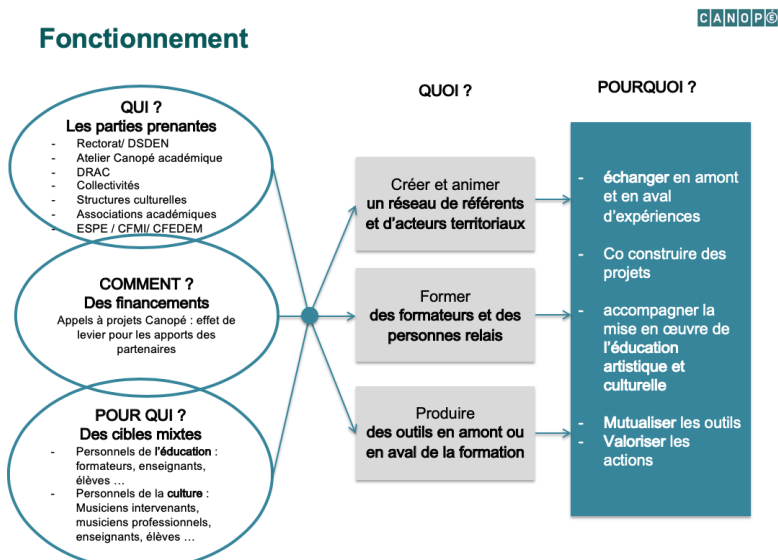 CANOPÉ
Fonctionnement
QUI ?
Les parties prenantes
- Rectorat/ DSDEN
- Atelier Canopé académique
- DRAC
- Collectivités
- Structures culturelles
- Associations académiques
- ESPE / CFMI/ CFEDEM
COMMENT ?
Des financements
Appels à projets Canopé : effet de
levier pour les apports des
partenaires
POUR QUI ?
Des cibles mixtes
- Personnels de l'éducation :
formateurs, enseignants,
élèves …
- Personnels de la culture :
Musiciens intervenants,
musiciens professionnels,
enseignants, élèves …
QUOI ?
Créer et animer
un réseau de référents
et d'acteurs territoriaux
Former
des formateurs et des
personnes relais
Produire
des outils en amont ou
en aval de la formation
POURQUOI ?
- échanger en amont
et en aval
d'expériences
- Co construire des
projets
- accompagner la
mise en œuvre de
l'éducation
artistique et
culturelle
- Mutualiser les outils
- Valoriser les
actions